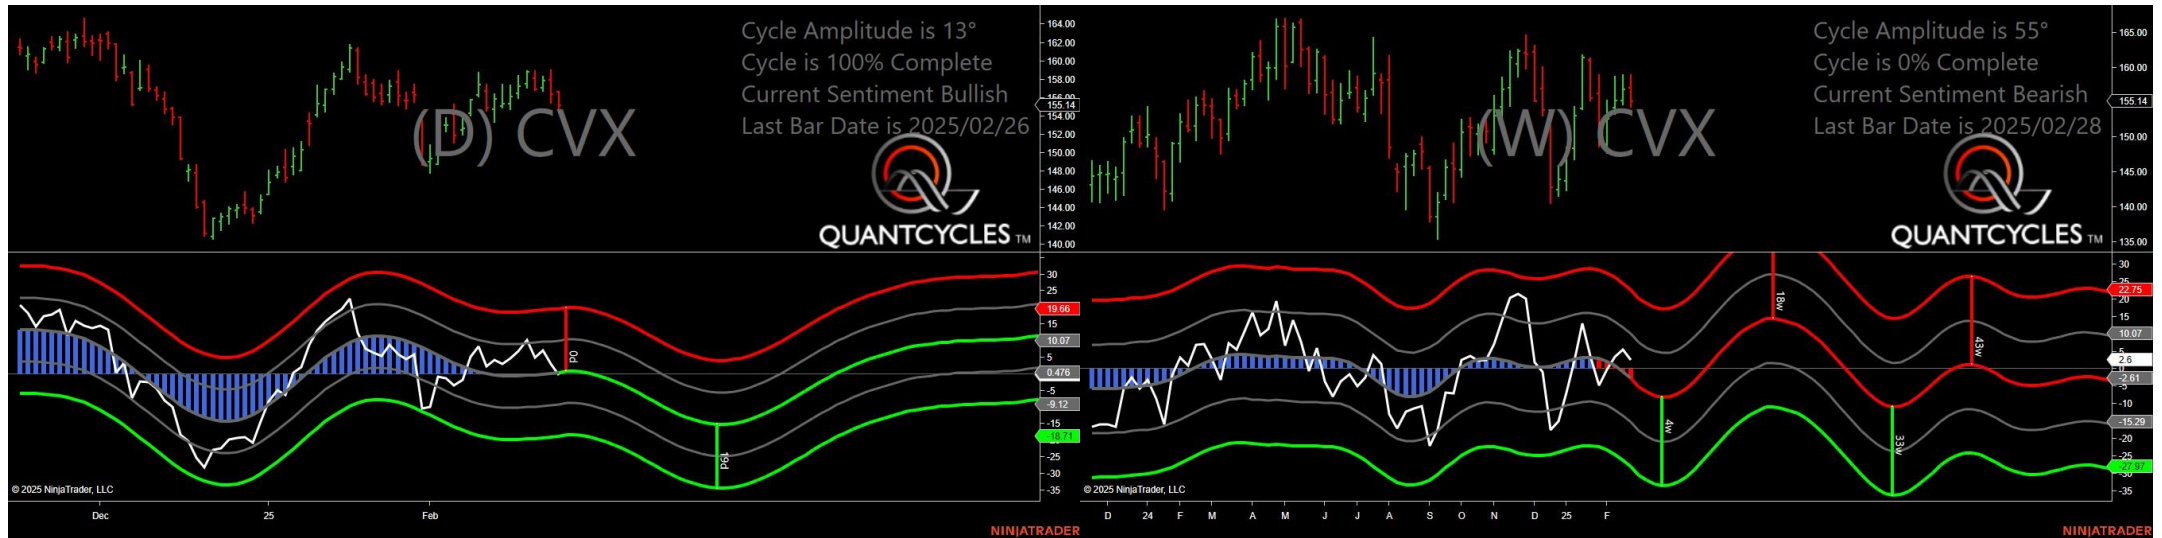 Cycle Amplitude is 13°
Cycle is 100% Complete
Current Sentiment Bullish
Last Bar Date is 2025/02/26
(D) CVX
QUANTCYCLES TM
164.00
162.00
160.00
158.00
156.00
155.14
154.00
152.00
150.00
148.00
146.00
144.00
142.00
140.00
30
25
19.66
15
10.07
5
0.476
-5
-9.12
-15
-18.71
-25
-30
-35
0d
19d
© 2025 NinjaTrader, LLC
Dec
25
Feb
NINJATRADER
Cycle Amplitude is 55°
Cycle is 0% Complete
Current Sentiment Bearish
Last Bar Date is 2025/02/28
(W) CVX
QUANTCYCLES TM
165.00
160.00
155.14
150.00
145.00
140.00
135.00
30
25
22.75
20
15
10.07
5
2.6
0
-2.61
-5
-10
-15.29
-20
-25
-27.97
-30
-35
18w
43w
4w
33w
© 2025 NinjaTrader, LLC
D 24 F M A M J J A S O N D 25 F
NINJATRADER